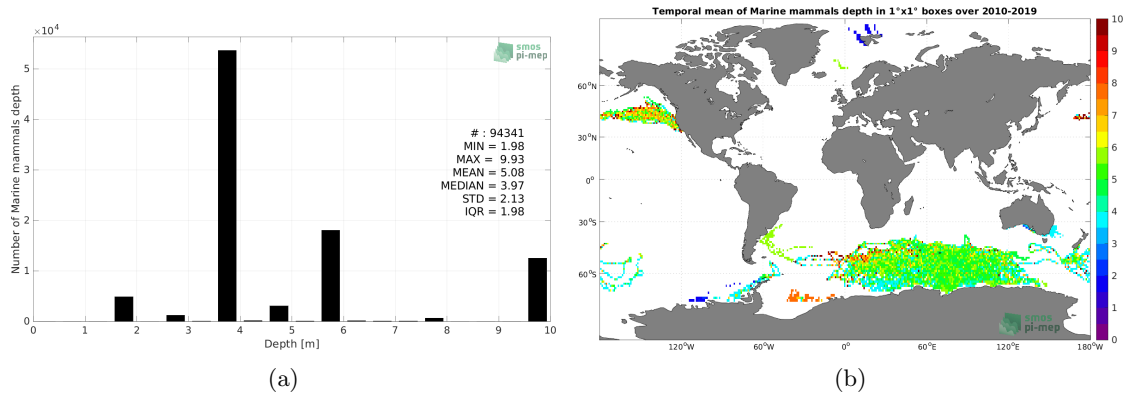 ×10⁴
5
4
3
2
1
0
Number of Marine mammals depth
smos
pi-mep
# : 94341
MIN = 1.98
MAX = 9.93
MEAN = 5.08
MEDIAN = 3.97
STD = 2.13
IQR = 1.98
0 1 2 3 4 5 6 7 8 9 10
Depth [m]
(a)
Temporal mean of Marine mammals depth in 1°x1° boxes over 2010-2019
60°N
30°N
0°
30°S
60°S
120°W 60°W 0° 60°E 120°E 180°W
smos
pi-mep
10
9
8
7
6
5
4
3
2
1
0
(b)